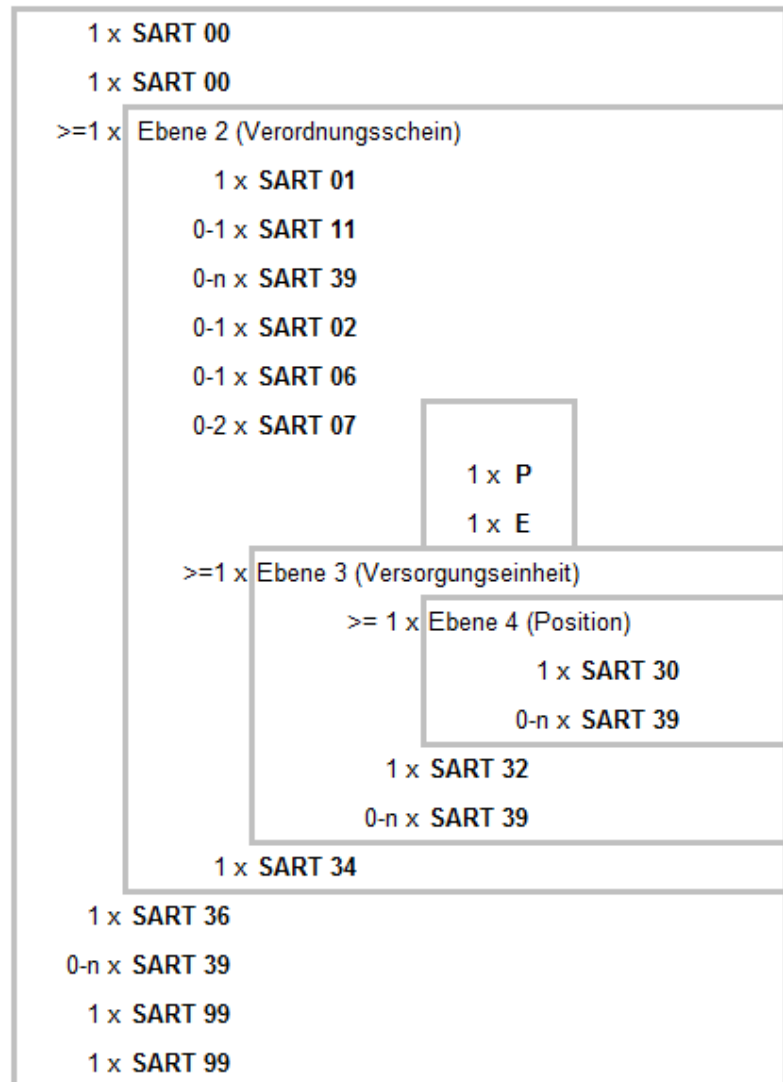 1 x SART 00
1 x SART 00
>=1 x Ebene 2 (Verordnungsschein)
1 x SART 01
0-1 x SART 11
0-n x SART 39
0-1 x SART 02
0-1 x SART 06
0-2 x SART 07
1 x P
1 x E
>=1 x Ebene 3 (Versorgungseinheit)
>= 1 x Ebene 4 (Position)
1 x SART 30
0-n x SART 39
1 x SART 32
0-n x SART 39
1 x SART 34
1 x SART 36
0-n x SART 39
1 x SART 99
1 x SART 99